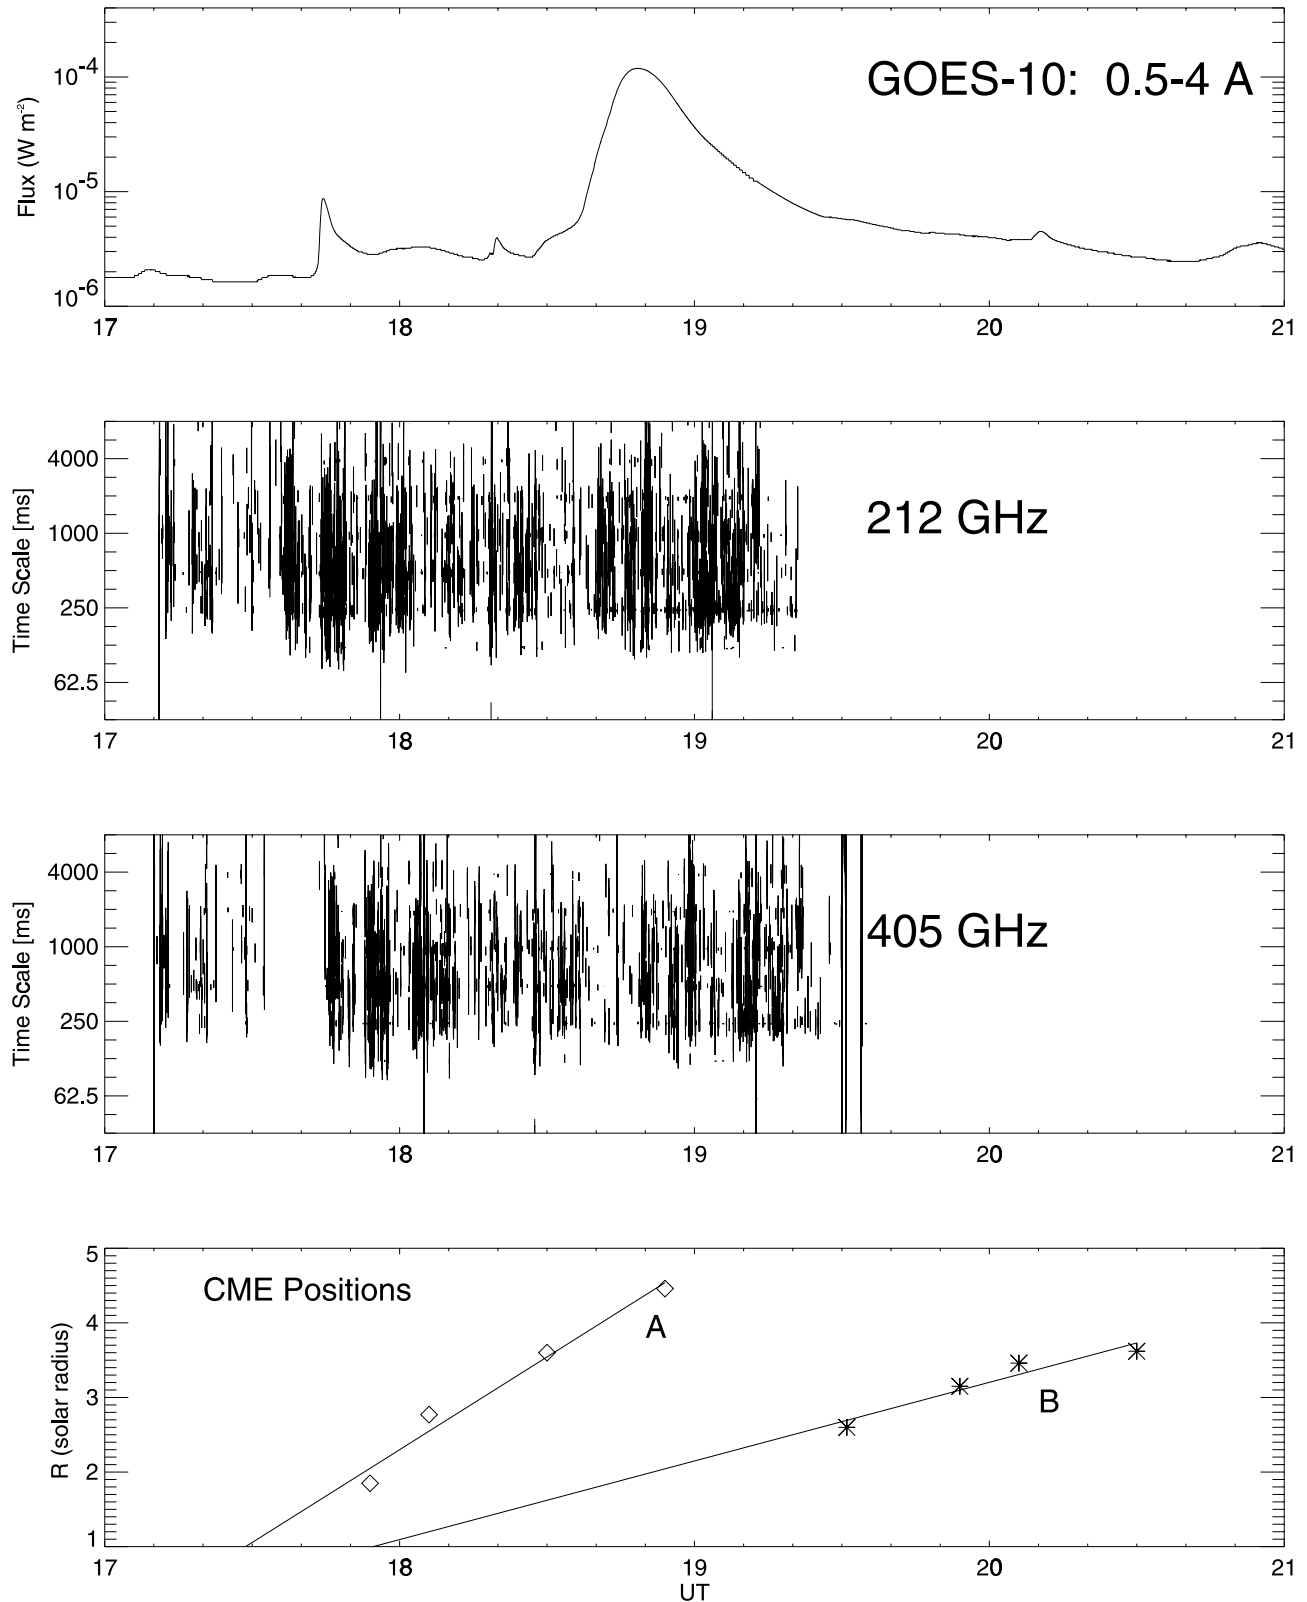 GOES-10: 0.5-4 A
Flux (W m-2)
10-4
10-5
10-6
17 18 19 20 21
212 GHz
Time Scale [ms]
4000
1000
250
62.5
17 18 19 20 21
405 GHz
Time Scale [ms]
4000
1000
250
62.5
17 18 19 20 21
CME Positions
R (solar radius)
5
4
3
2
1
A
B
17 18 19 20 21
UT